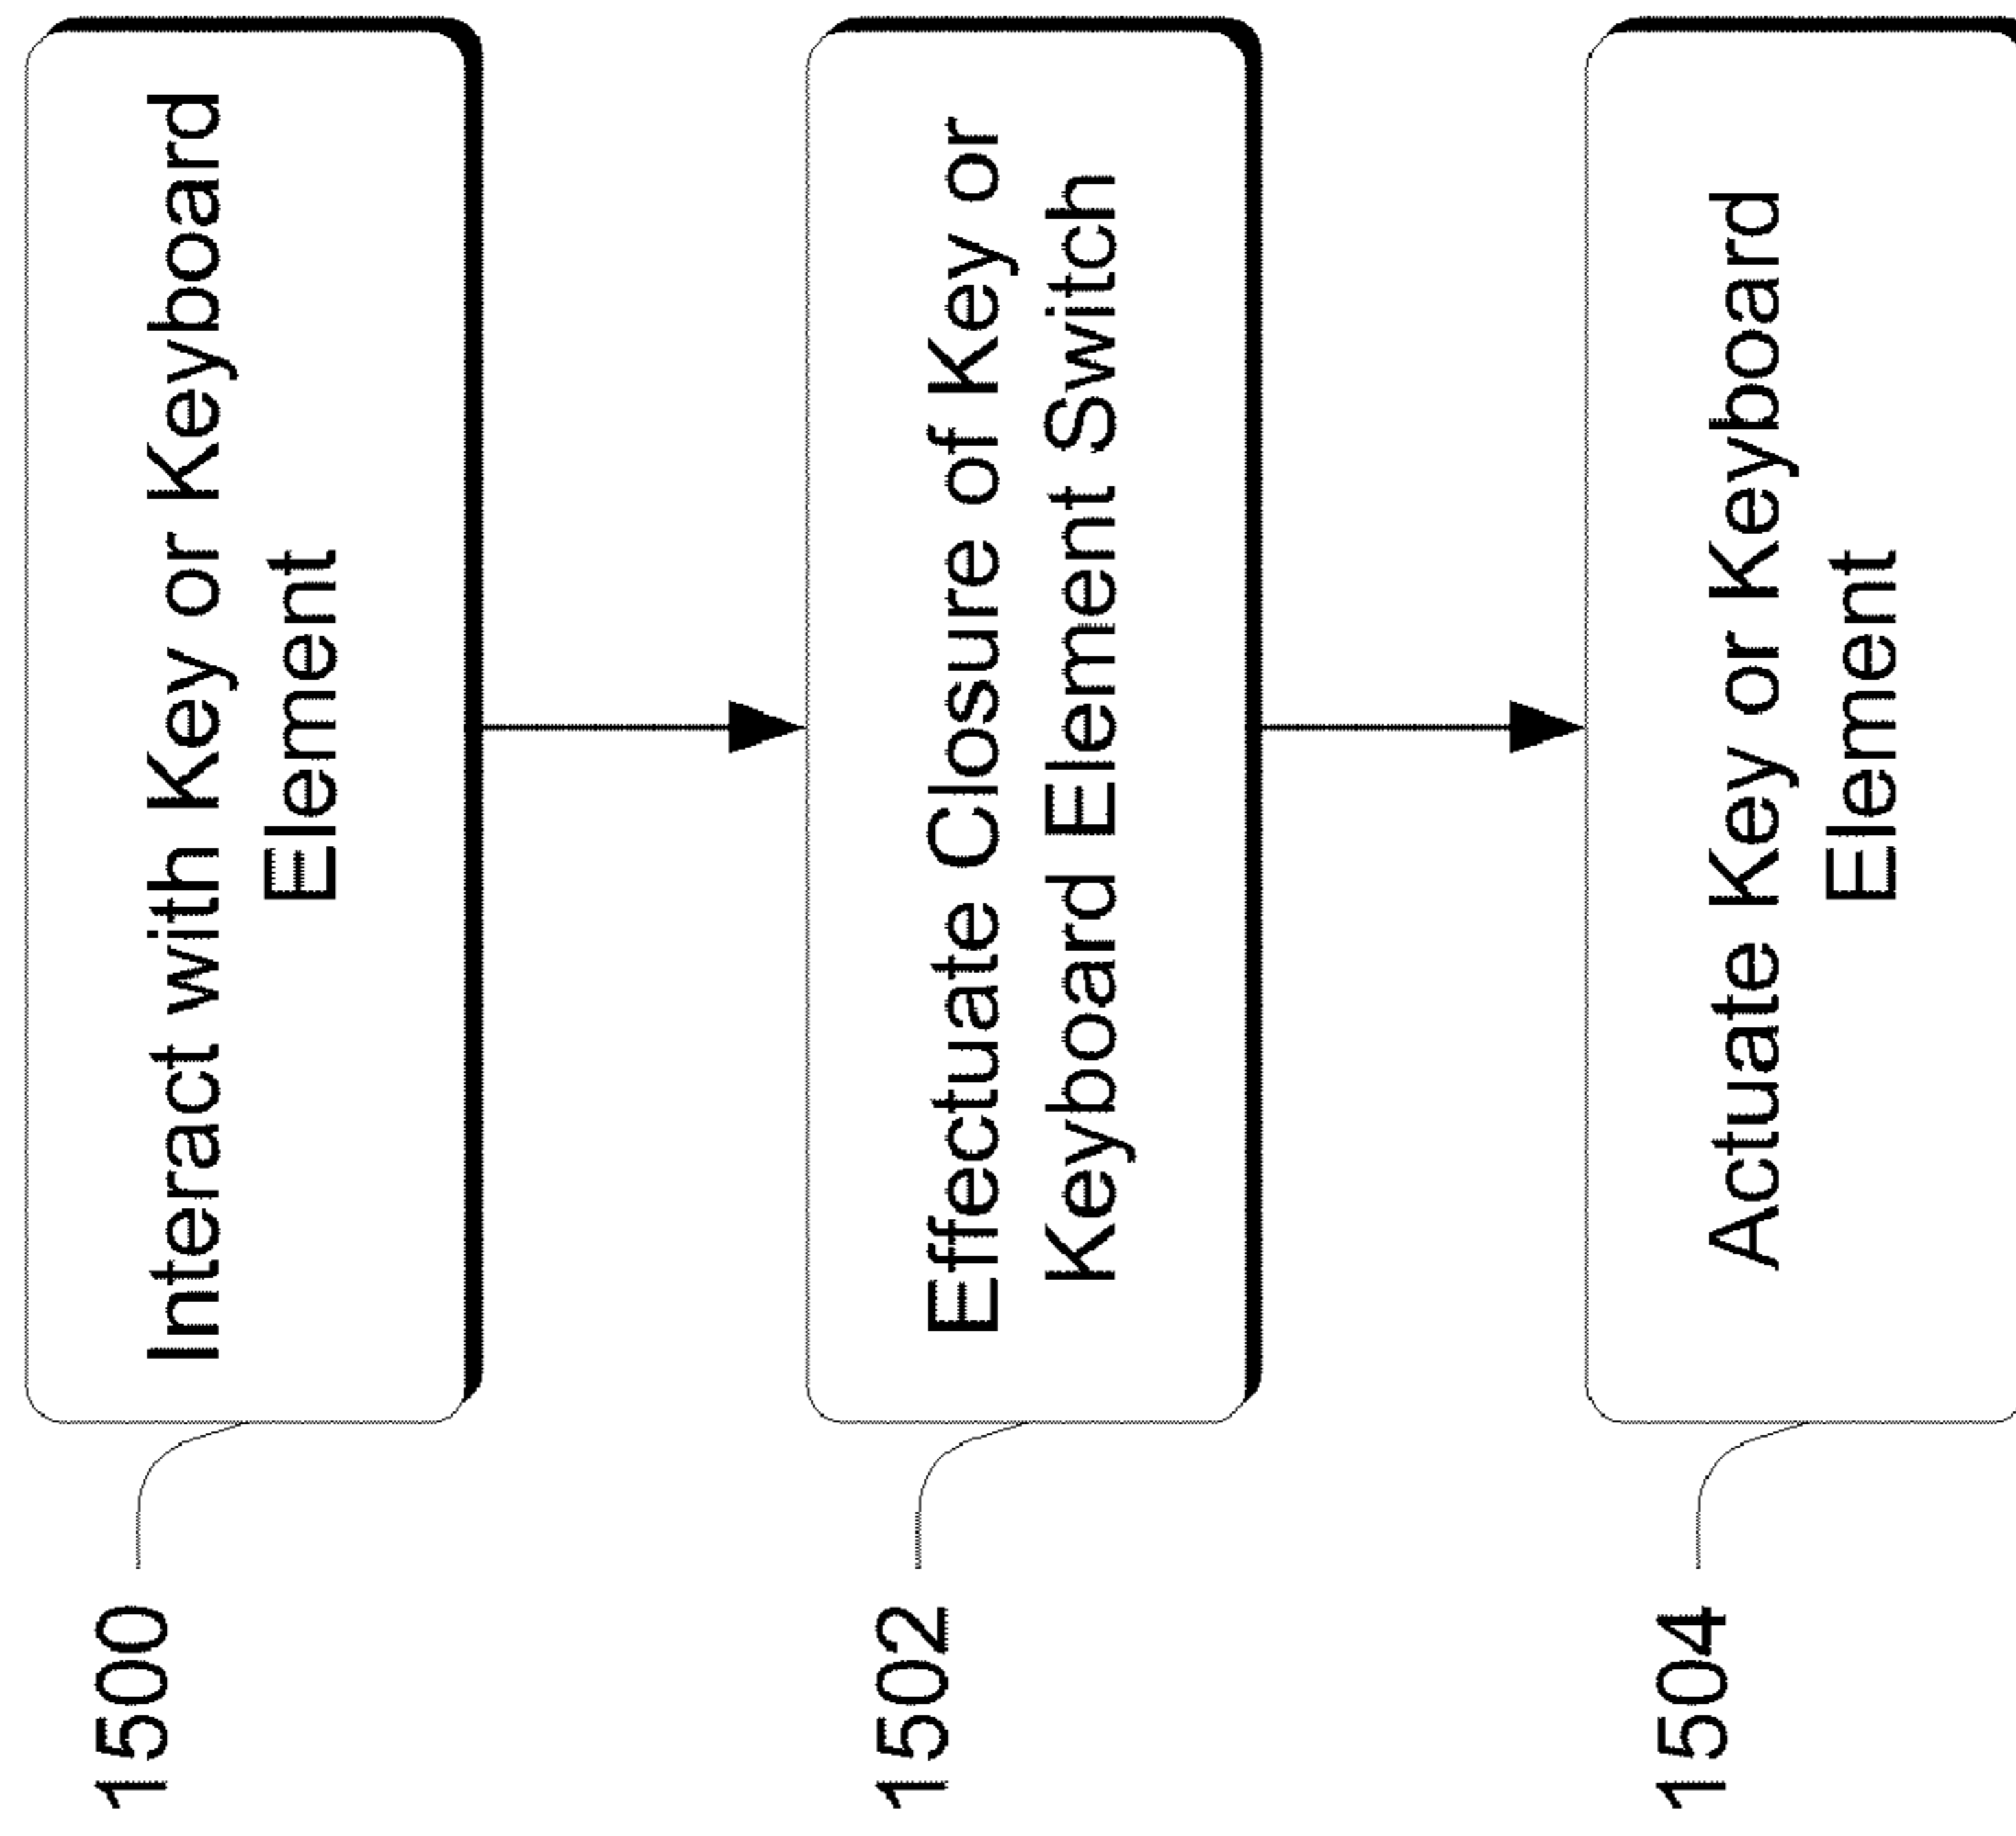 1500
Interact with Key or Keyboard
Element
1502
Effectuate Closure of Key or
Keyboard Element Switch
1504
Actuate Key or Keyboard
Element